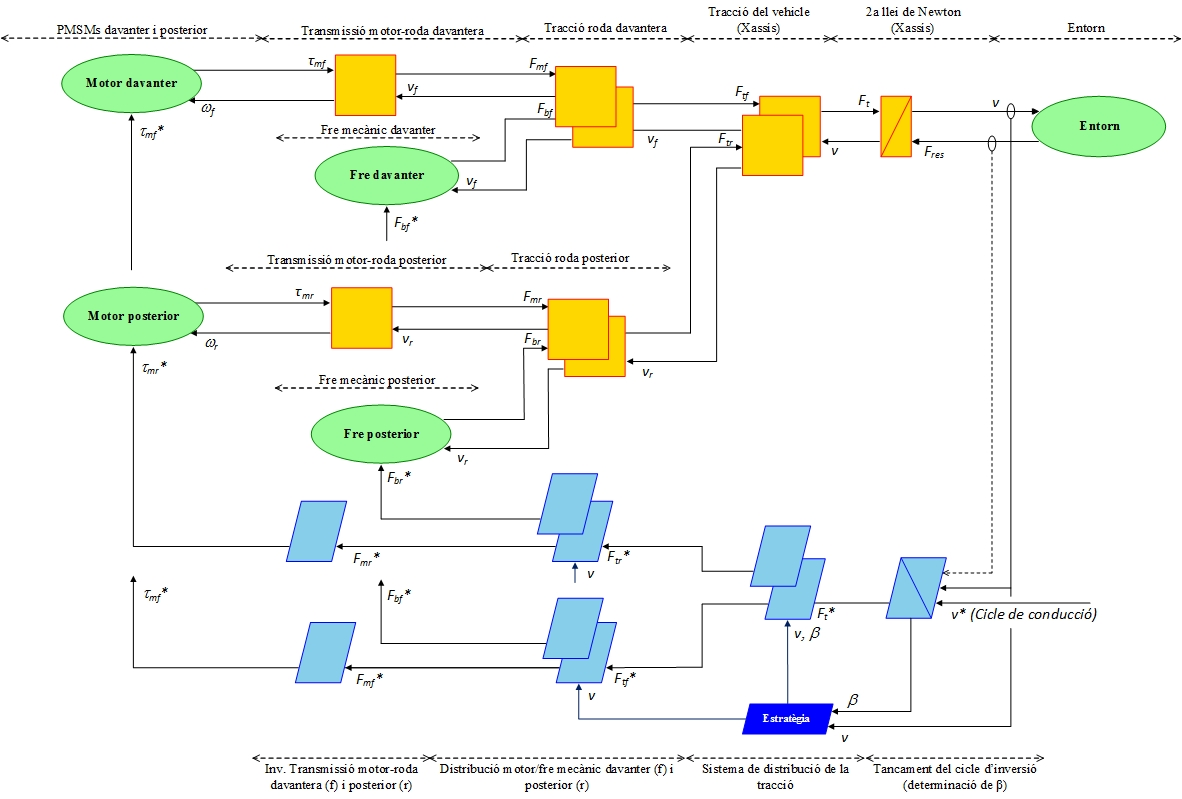 PMSMs davanter i posterior
Transmissió motor-roda davantera
Tracció roda davantera
Tracció del vehicle
(Xassis)
2a llei de Newton
(Xassis)
Entorn
Motor davanter
τmf
ωf
Fmf
vf
Fbf
Ftf
vf
Ftr
Ft
v
v
Fres
Entorn
τmf*
Fre mecànic davanter
Fre davanter
vf
Fbf*
Transmissió motor-roda posterior
Tracció roda posterior
Motor posterior
τmr
ωr
Fmr
vr
Fbr
vr
τmr*
Fre mecànic posterior
Fre posterior
vr
Fbr*
Fmr*
Ftr*
v
τmf*
Fbf*
Ft*
v* (Cicle de conducció)
v, β
Fmf*
Ftf*
v
Estratègia
β
v
Inv. Transmissió motor-roda
davantera (f) i posterior (r)
Distribució motor/fre mecànic davanter (f) i
posterior (r)
Sistema de distribució de la
tracció
Tancament del cicle d'inversió
(determinació de β)